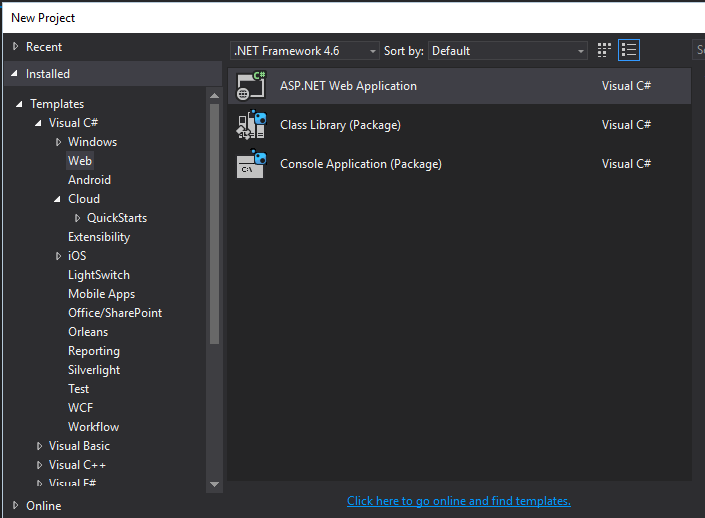 New Project
Recent
.NET Framework 4.6
Sort by:
Default
Installed
Templates
Visual C#
Windows
Web
Android
Cloud
QuickStarts
Extensibility
iOS
LightSwitch
Mobile Apps
Office/SharePoint
Orleans
Reporting
Silverlight
Test
WCF
Workflow
Visual Basic
Visual C++
Visual F#
Online
C#
ASP.NET Web Application
Visual C#
Class Library (Package)
Visual C#
C:\
Console Application (Package)
Visual C#
Click here to go online and find templates.